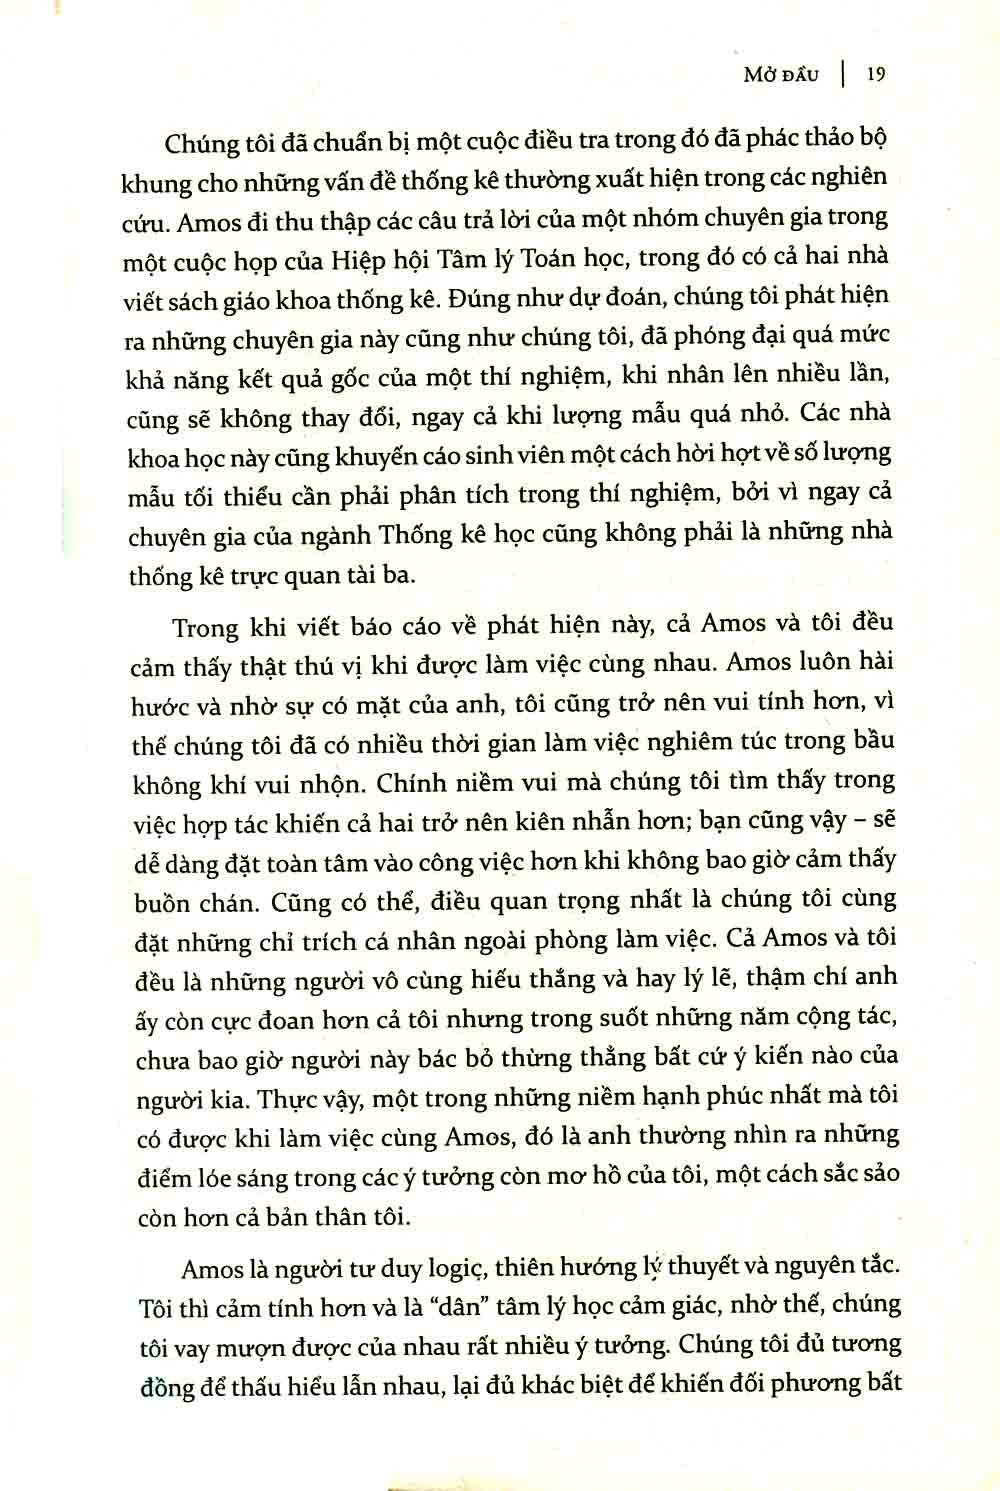 MỞ ĐẦU | 19
Chúng tôi đã chuẩn bị một cuộc điều tra trong đó đã phác thảo bộ
khung cho những vấn đề thống kê thường xuất hiện trong các nghiên
cứu. Amos đi thu thập các câu trả lời của một nhóm chuyên gia trong
một cuộc họp của Hiệp hội Tâm lý Toán học, trong đó có cả hai nhà
viết sách giáo khoa thống kê. Đúng như dự đoán, chúng tôi phát hiện
ra những chuyên gia này cũng như chúng tôi, đã phóng đại quá mức
khả năng kết quả gốc của một thí nghiệm, khi nhân lên nhiều lần,
cũng sẽ không thay đổi, ngay cả khi lượng mẫu quá nhỏ. Các nhà
khoa học này cũng khuyến cáo sinh viên một cách hời hợt về số lượng
mẫu tối thiểu cần phải phân tích trong thí nghiệm, bởi vì ngay cả
chuyên gia của ngành Thống kê học cũng không phải là những nhà
thống kê trực quan tài ba.
Trong khi viết báo cáo về phát hiện này, cả Amos và tôi đều
cảm thấy thật thú vị khi được làm việc cùng nhau. Amos luôn hài
hước và nhờ sự có mặt của anh, tôi cũng trở nên vui tính hơn, vì
thế chúng tôi đã có nhiều thời gian làm việc nghiêm túc trong bầu
không khí vui nhộn. Chính niềm vui mà chúng tôi tìm thấy trong
việc hợp tác khiến cả hai trở nên kiên nhẫn hơn; bạn cũng vậy – sẽ
dễ dàng đặt toàn tâm vào công việc hơn khi không bao giờ cảm thấy
buồn chán. Cũng có thể, điều quan trọng nhất là chúng tôi cùng
đặt những chỉ trích cá nhân ngoài phòng làm việc. Cả Amos và tôi
đều là những người vô cùng hiếu thắng và hay lý lẽ, thậm chí anh
ấy còn cực đoan hơn cả tôi nhưng trong suốt những năm cộng tác,
chưa bao giờ người này bác bỏ thừng thẳng bất cứ ý kiến nào của
người kia. Thực vậy, một trong những niềm hạnh phúc nhất mà tôi
có được khi làm việc cùng Amos, đó là anh thường nhìn ra những
điểm lóe sáng trong các ý tưởng còn mơ hồ của tôi, một cách sắc sảo
còn hơn cả bản thân tôi.
Amos là người tư duy logic, thiên hướng lý thuyết và nguyên tắc.
Tôi thì cảm tính hơn và là “dân” tâm lý học cảm giác, nhờ thế, chúng
tôi vay mượn được của nhau rất nhiều ý tưởng. Chúng tôi đủ tương
đồng để thấu hiểu lẫn nhau, lại đủ khác biệt để khiến đối phương bất